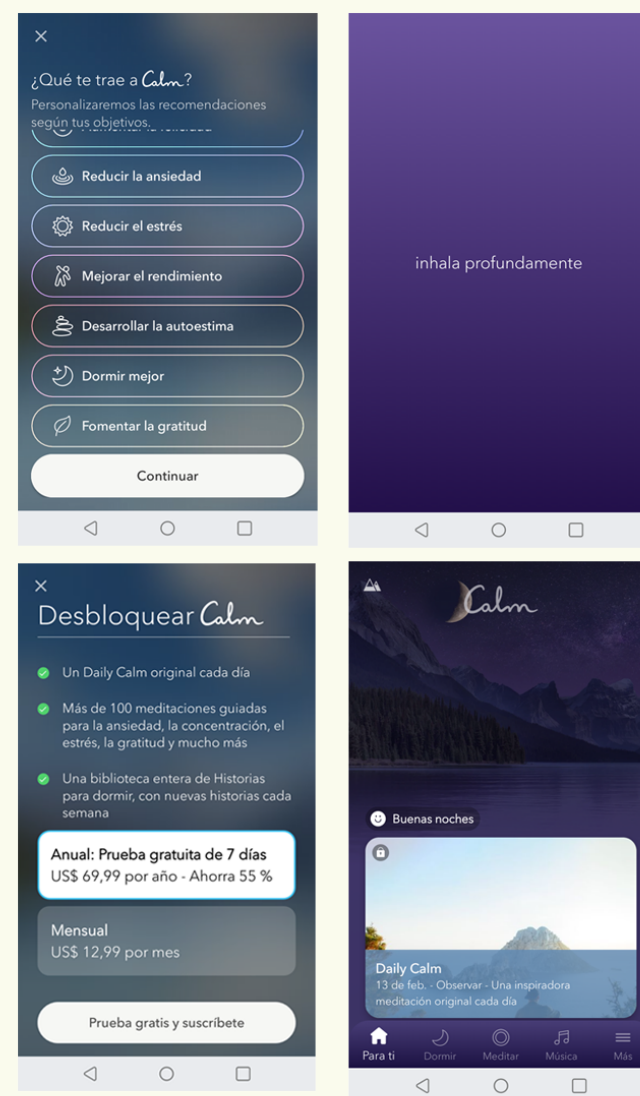 ¿Qué te trae a Calm?
Personalizaremos las recomendaciones
según tus objetivos.
Reducir la ansiedad
Reducir el estrés
Mejorar el rendimiento
Desarrollar la autoestima
Dormir mejor
Fomentar la gratitud
Continuar
inhala profundamente
Desbloquear Calm
Un Daily Calm original cada día
Más de 100 meditaciones guiadas
para la ansiedad, la concentración, el
estrés, la gratitud y mucho más
Una biblioteca entera de Historias
para dormir, con nuevas historias cada
semana
Anual: Prueba gratuita de 7 días
US$ 69,99 por año - Ahorra 55 %
Mensual
US$ 12,99 por mes
Prueba gratis y suscríbete
Calm
Buenas noches
Daily Calm
13 de feb. - Observar - Una inspiradora
meditación original cada día
Para ti
Dormir
Meditar
Música
Más